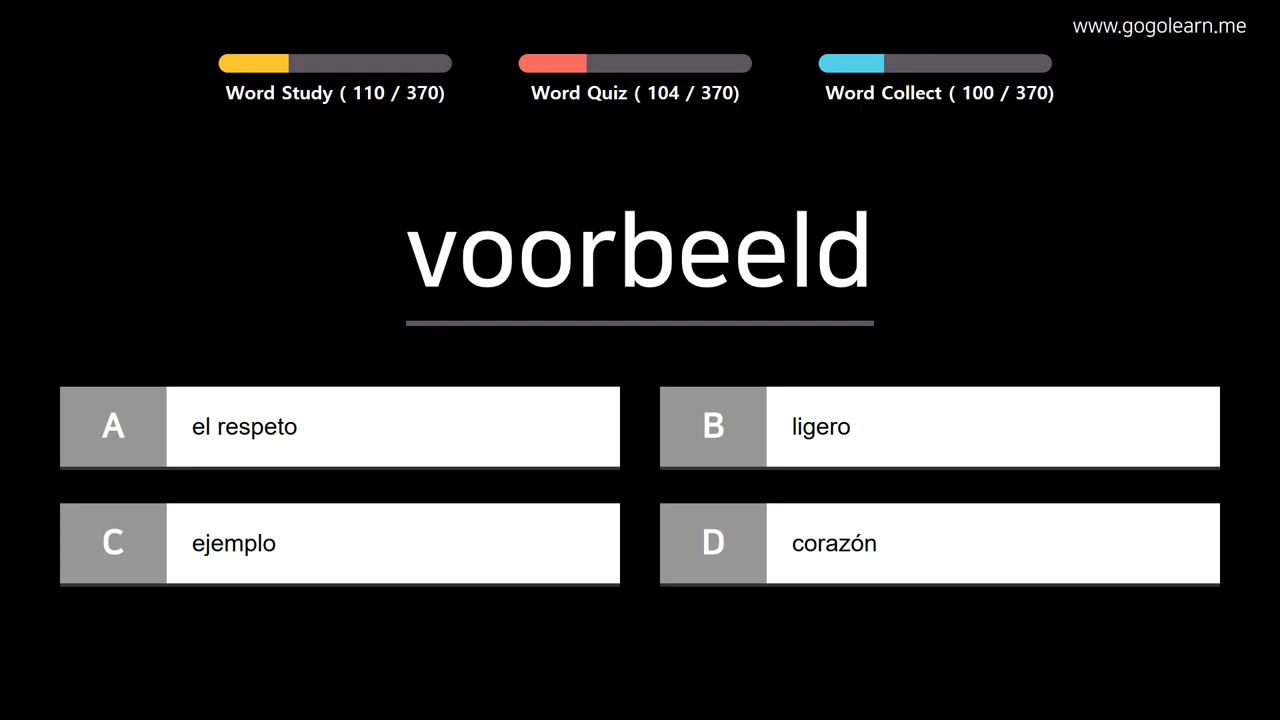 www.gogolearn.me
Word Study ( 110 / 370)
Word Quiz ( 104 / 370)
Word Collect ( 100 / 370)
voorbeeld
A el respeto
B ligero
C ejemplo
D corazón